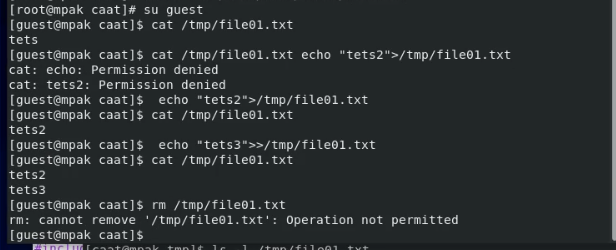 [root@mpak caat]# su guest
[guest@mpak caat]$ cat /tmp/file01.txt
tets
[guest@mpak caat]$ cat /tmp/file01.txt echo "tets2">/tmp/file01.txt
cat: echo: Permission denied
cat: tets2: Permission denied
[guest@mpak caat]$  echo "tets2">/tmp/file01.txt
[guest@mpak caat]$ cat /tmp/file01.txt
tets2
[guest@mpak caat]$  echo "tets3">>/tmp/file01.txt
[guest@mpak caat]$ cat /tmp/file01.txt
tets2
tets3
[guest@mpak caat]$ rm /tmp/file01.txt
rm: cannot remove '/tmp/file01.txt': Operation not permitted
[guest@mpak caat]$
[caat@mpak tmp]$ ls -l /tmp/file01.txt